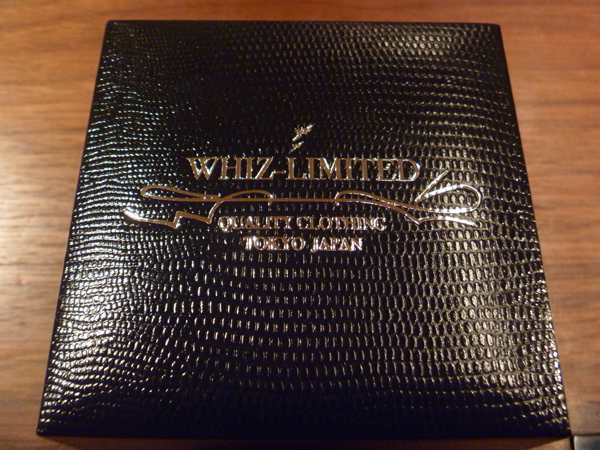 WHIZ-LIMITED
QUALITY CLOTHING
TOKYO JAPAN